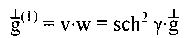 ġ⁽¹⁾ = v·w = sch² γ·ġ